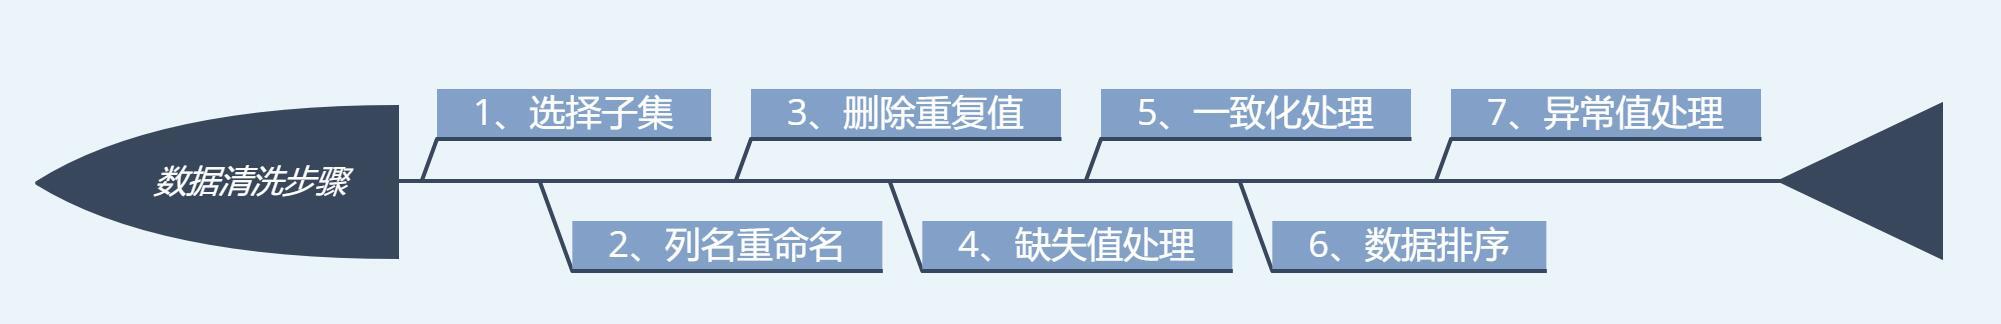 数据清洗步骤
1、选择子集
2、列名重命名
3、删除重复值
4、缺失值处理
5、一致化处理
6、数据排序
7、异常值处理